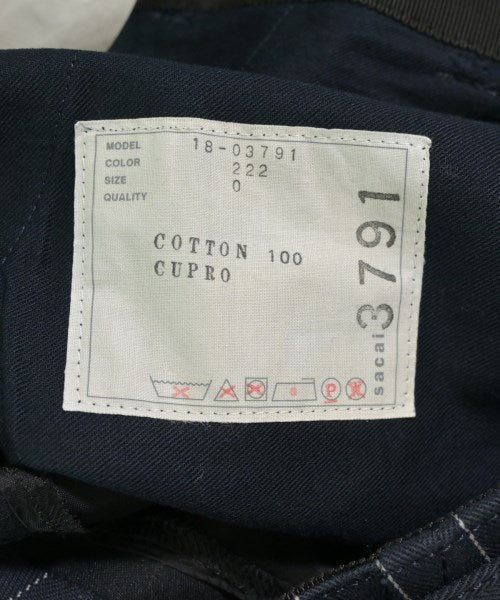 MODEL 18-03791
COLOR 222
SIZE 0
QUALITY
COTTON 100
CUPRO
sacai 3791
P